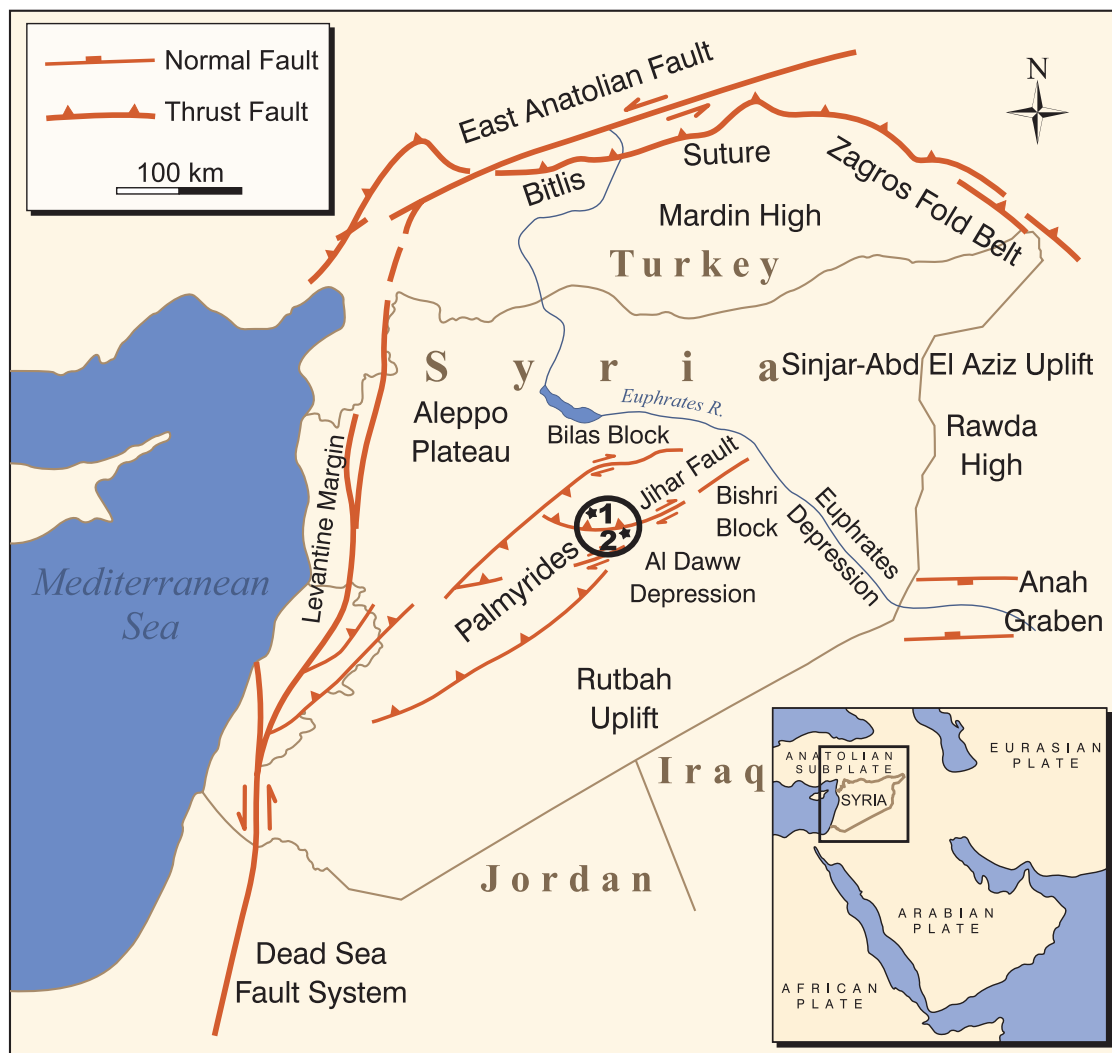 Normal Fault
Thrust Fault
100 km
N
East Anatolian Fault
Bitlis
Suture
Zagros Fold Belt
Mardin High
Turkey
Syria
Sinjar-Abd El Aziz Uplift
Aleppo
Plateau
Euphrates R.
Bilas Block
Rawda
High
Levantine Margin
Jihar Fault
1
2
Bishri
Block
Euphrates
Depression
Palmyrides
Al Daww
Depression
Mediterranean
Sea
Anah
Graben
Rutbah
Uplift
Iraq
Jordan
Dead Sea
Fault System
ANATOLIAN
SUBPLATE
EURASIAN
PLATE
SYRIA
ARABIAN
PLATE
AFRICAN
PLATE